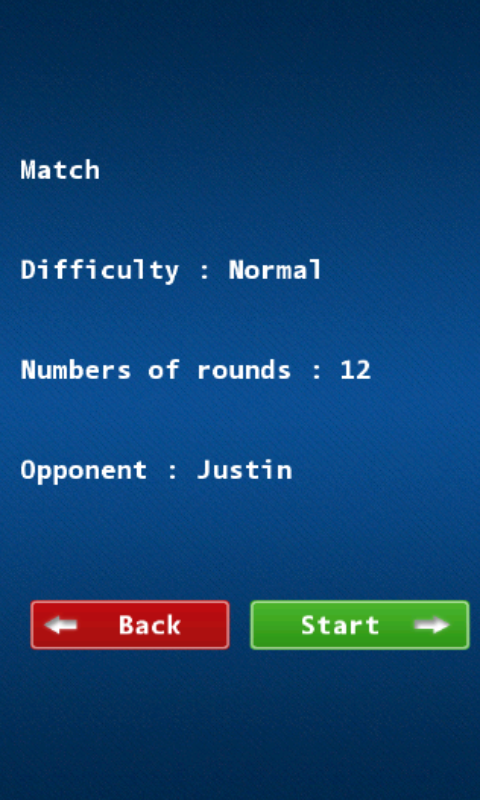 Match
Difficulty : Normal
Numbers of rounds : 12
Opponent : Justin
Back
Start